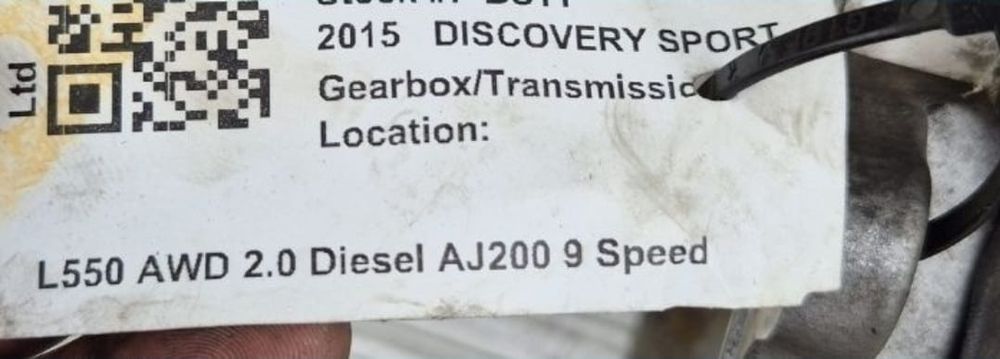 Ltd
2015 DISCOVERY SPORT
Gearbox/Transmissio
Location:
L550 AWD 2.0 Diesel AJ200 9 Speed